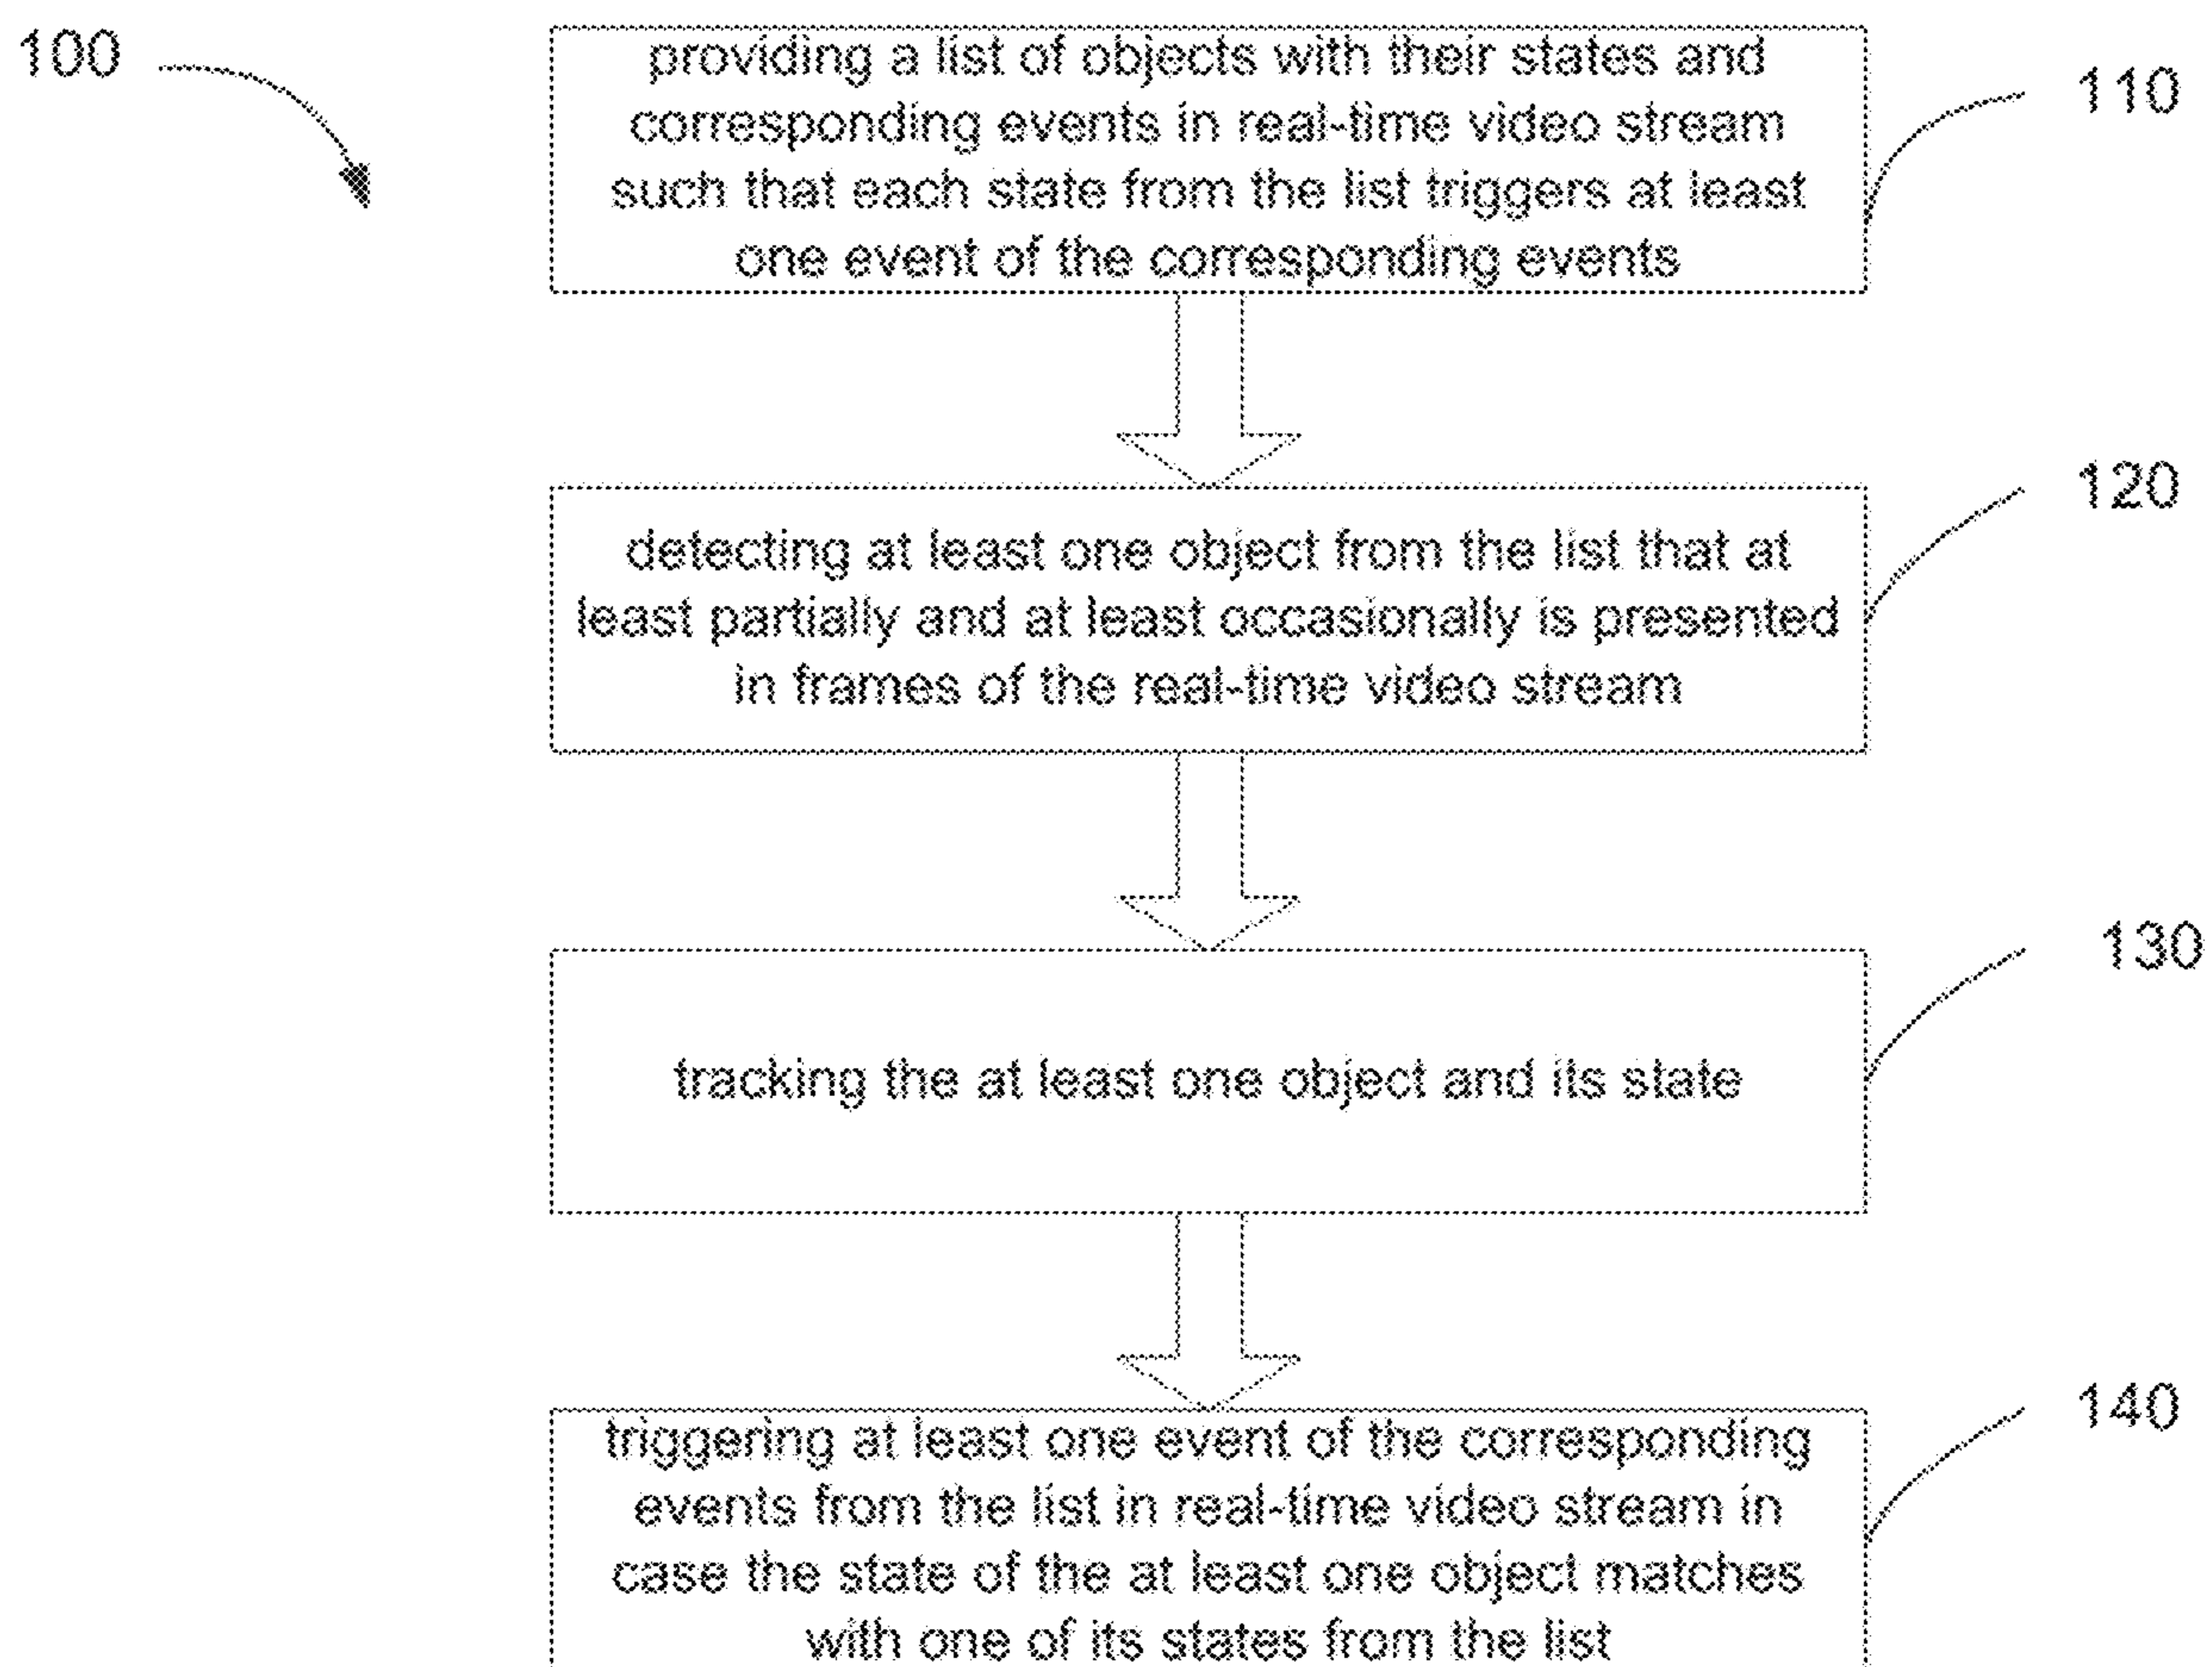 100
providing a list of objects with their states and
corresponding events in real-time video stream
such that each state from the list triggers at least
one event of the corresponding events
110
detecting at least one object from the list that at
least partially and at least occasionally is presented
in frames of the real-time video stream
120
tracking the at least one object and its state
130
triggering at least one event of the corresponding
events from the list in real-time video stream in
case the state of the at least one object matches
with one of its states from the list
140